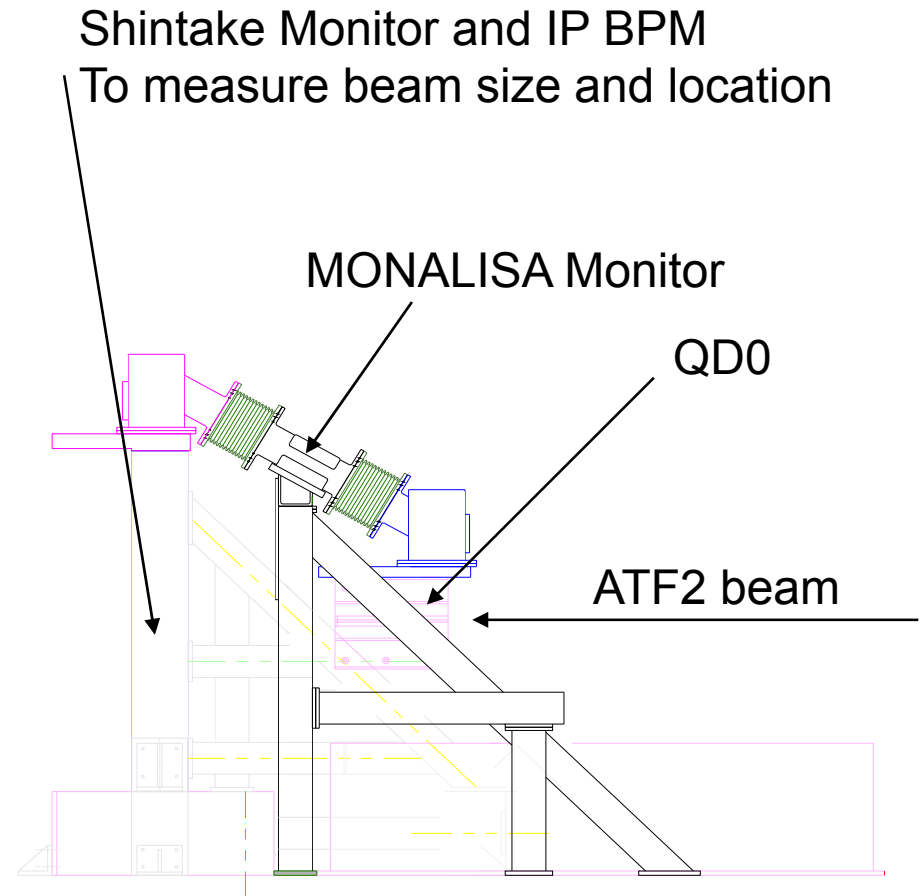 Shintake Monitor and IP BPM
To measure beam size and location
MONALISA Monitor
QD0
ATF2 beam